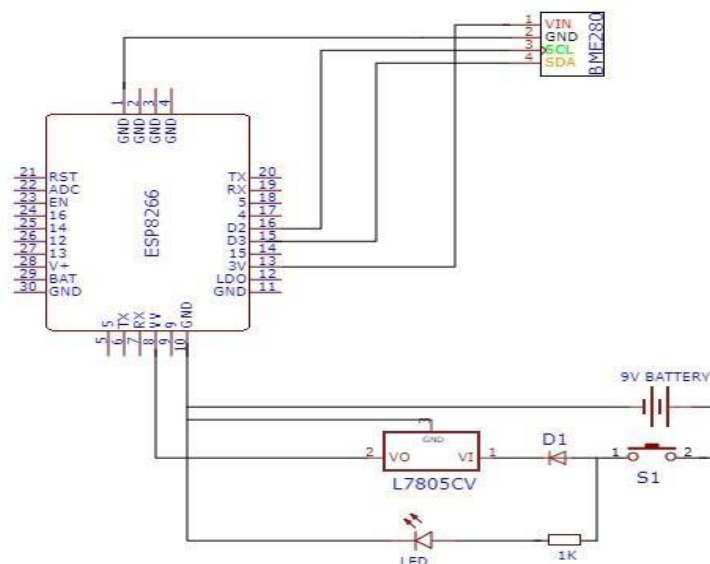 1 VIN
2 GND
3 SCL
4 SDA
BME280
1 2 3 4
GND GND GND GND
21 RST
22 ADC
23 EN
24 16
25 14
26 12
27 13
28 V+
29 BAT
30 GND
ESP8266
TX 20
RX 19
5 18
4 17
D2 16
D3 15
15 14
3V 13
LDO 12
GND 11
S TX RX VV 9 GND
5 6 7 8 9 10
9V BATTERY
3
GND
2 VO VI 1
L7805CV
D1
1 2
S1
LED
1K